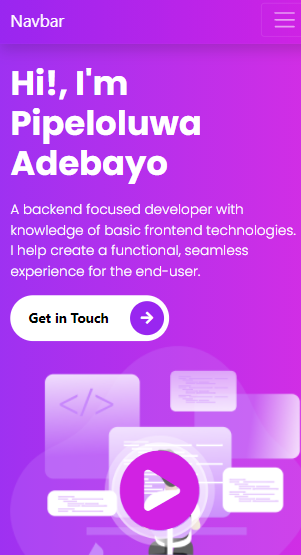 Navbar
Hi!, I'm
Pipeloluwa
Adebayo
A backend focused developer with
knowledge of basic frontend technologies.
I help create a functional, seamless
experience for the end-user.
Get in Touch
</>